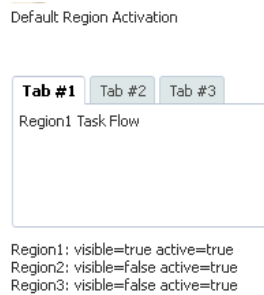 Default Region Activation
Tab #1 Tab #2 Tab #3
Region1 Task Flow
Region1: visible=true active=true
Region2: visible=false active=true
Region3: visible=false active=true